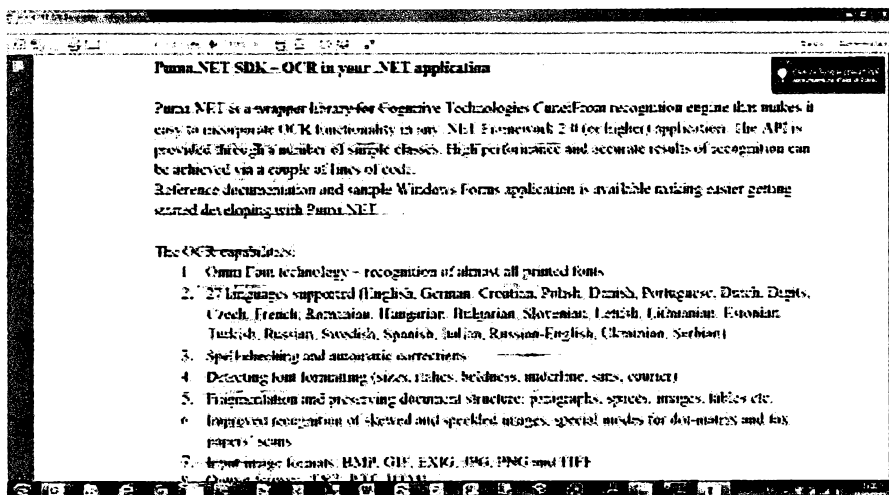 Puma.NET SDK – OCR in your .NET application
Puma.NET is a wrapper library for Cognitive Technologies CuneiForm recognition engine that makes it
easy to incorporate OCR functionality in any .NET Framework 2.0 (or higher) application. The API is
provided through a number of simple classes. High performance and accurate results of recognition can
be achieved via a couple of lines of code.
Reference documentation and sample Windows Forms application is available making easier getting
started developing with Puma.NET.
The OCR capabilities:
1. Omni Font technology – recognition of almost all printed fonts
2. 27 languages supported (English, German, Croatian, Polish, Danish, Portuguese, Dutch, Digits,
Czech, French, Romanian, Hungarian, Bulgarian, Slovenian, Lettish, Lithuanian, Estonian,
Turkish, Russian, Swedish, Spanish, Italian, Russian-English, Ukrainian, Serbian)
3. Spell checking and automatic corrections
4. Detecting font formatting (sizes, italics, boldness, underline, sans, courier)
5. Fragmentation and preserving document structure: paragraphs, spaces, images, tables etc.
6. Improved recognition of skewed and speckled images, special modes for dot-matrix and fax
papers' scans
7. Input image formats: BMP, GIF, EXIG, JPG, PNG and TIFF